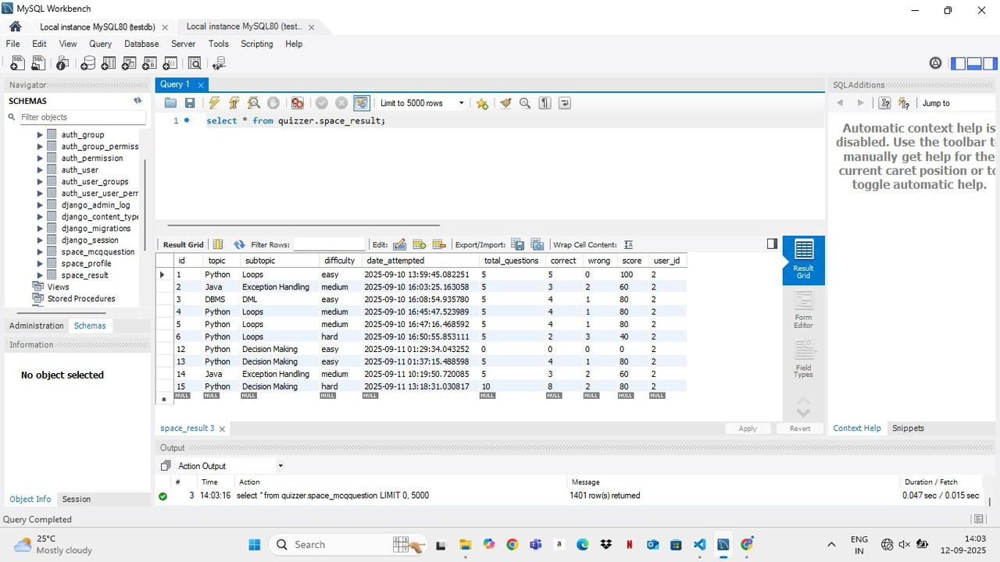 MySQL Workbench
Local instance MySQL80 (testdb)
Local instance MySQL80 (test...
File Edit View Query Database Server Tools Scripting Help
Navigator
SCHEMAS
Filter objects
auth_group
auth_group_permiss
auth_permission
auth_user
auth_user_groups
auth_user_user_perr
django_admin_log
django_content_type
django_migrations
django_session
space_mcqquestion
space_profile
space_result
Views
Stored Procedures
Administration Schemas
Information
No object selected
Object Info Session
Query 1
Limit to 5000 rows
1 select * from quizzer.space_result;
Result Grid Filter Rows: Edit: Export/Import: Wrap Cell Content:
id topic subtopic difficulty date_attempted total_questions correct wrong score user_id
1 Python Loops easy 2025-09-10 13:59:45.082251 5 5 0 100 2
2 Java Exception Handling medium 2025-09-10 16:03:25.163058 5 3 2 60 2
3 DBMS DML easy 2025-09-10 16:08:54.935780 5 4 1 80 2
4 Python Loops medium 2025-09-10 16:45:47.523989 5 4 1 80 2
5 Python Loops medium 2025-09-10 16:47:16.468592 5 4 1 80 2
6 Python Loops hard 2025-09-10 16:50:55.853111 5 2 3 40 2
12 Python Decision Making easy 2025-09-11 01:29:34.043252 0 0 0 0 2
13 Python Decision Making easy 2025-09-11 01:37:15.488598 5 4 1 80 2
14 Java Exception Handling medium 2025-09-11 10:19:50.720085 5 3 2 60 2
15 Python Decision Making hard 2025-09-11 13:18:31.030817 10 8 2 80 2
NULL NULL NULL NULL NULL NULL NULL NULL NULL NULL
Result
Grid
Form
Editor
Field
Types
space_result 3
Apply Revert
SQLAdditions
Jump to
Automatic context help is
disabled. Use the toolbar t
manually get help for the
current caret position or to
toggle automatic help.
Context Help Snippets
Output
Action Output
# Time Action Message Duration / Fetch
3 14:03:16 select * from quizzer.space_mcqquestion LIMIT 0, 5000 1401 row(s) returned 0.047 sec / 0.015 sec
Query Completed
25°C
Mostly cloudy
Search
ENG
IN
14:03
12-09-2025